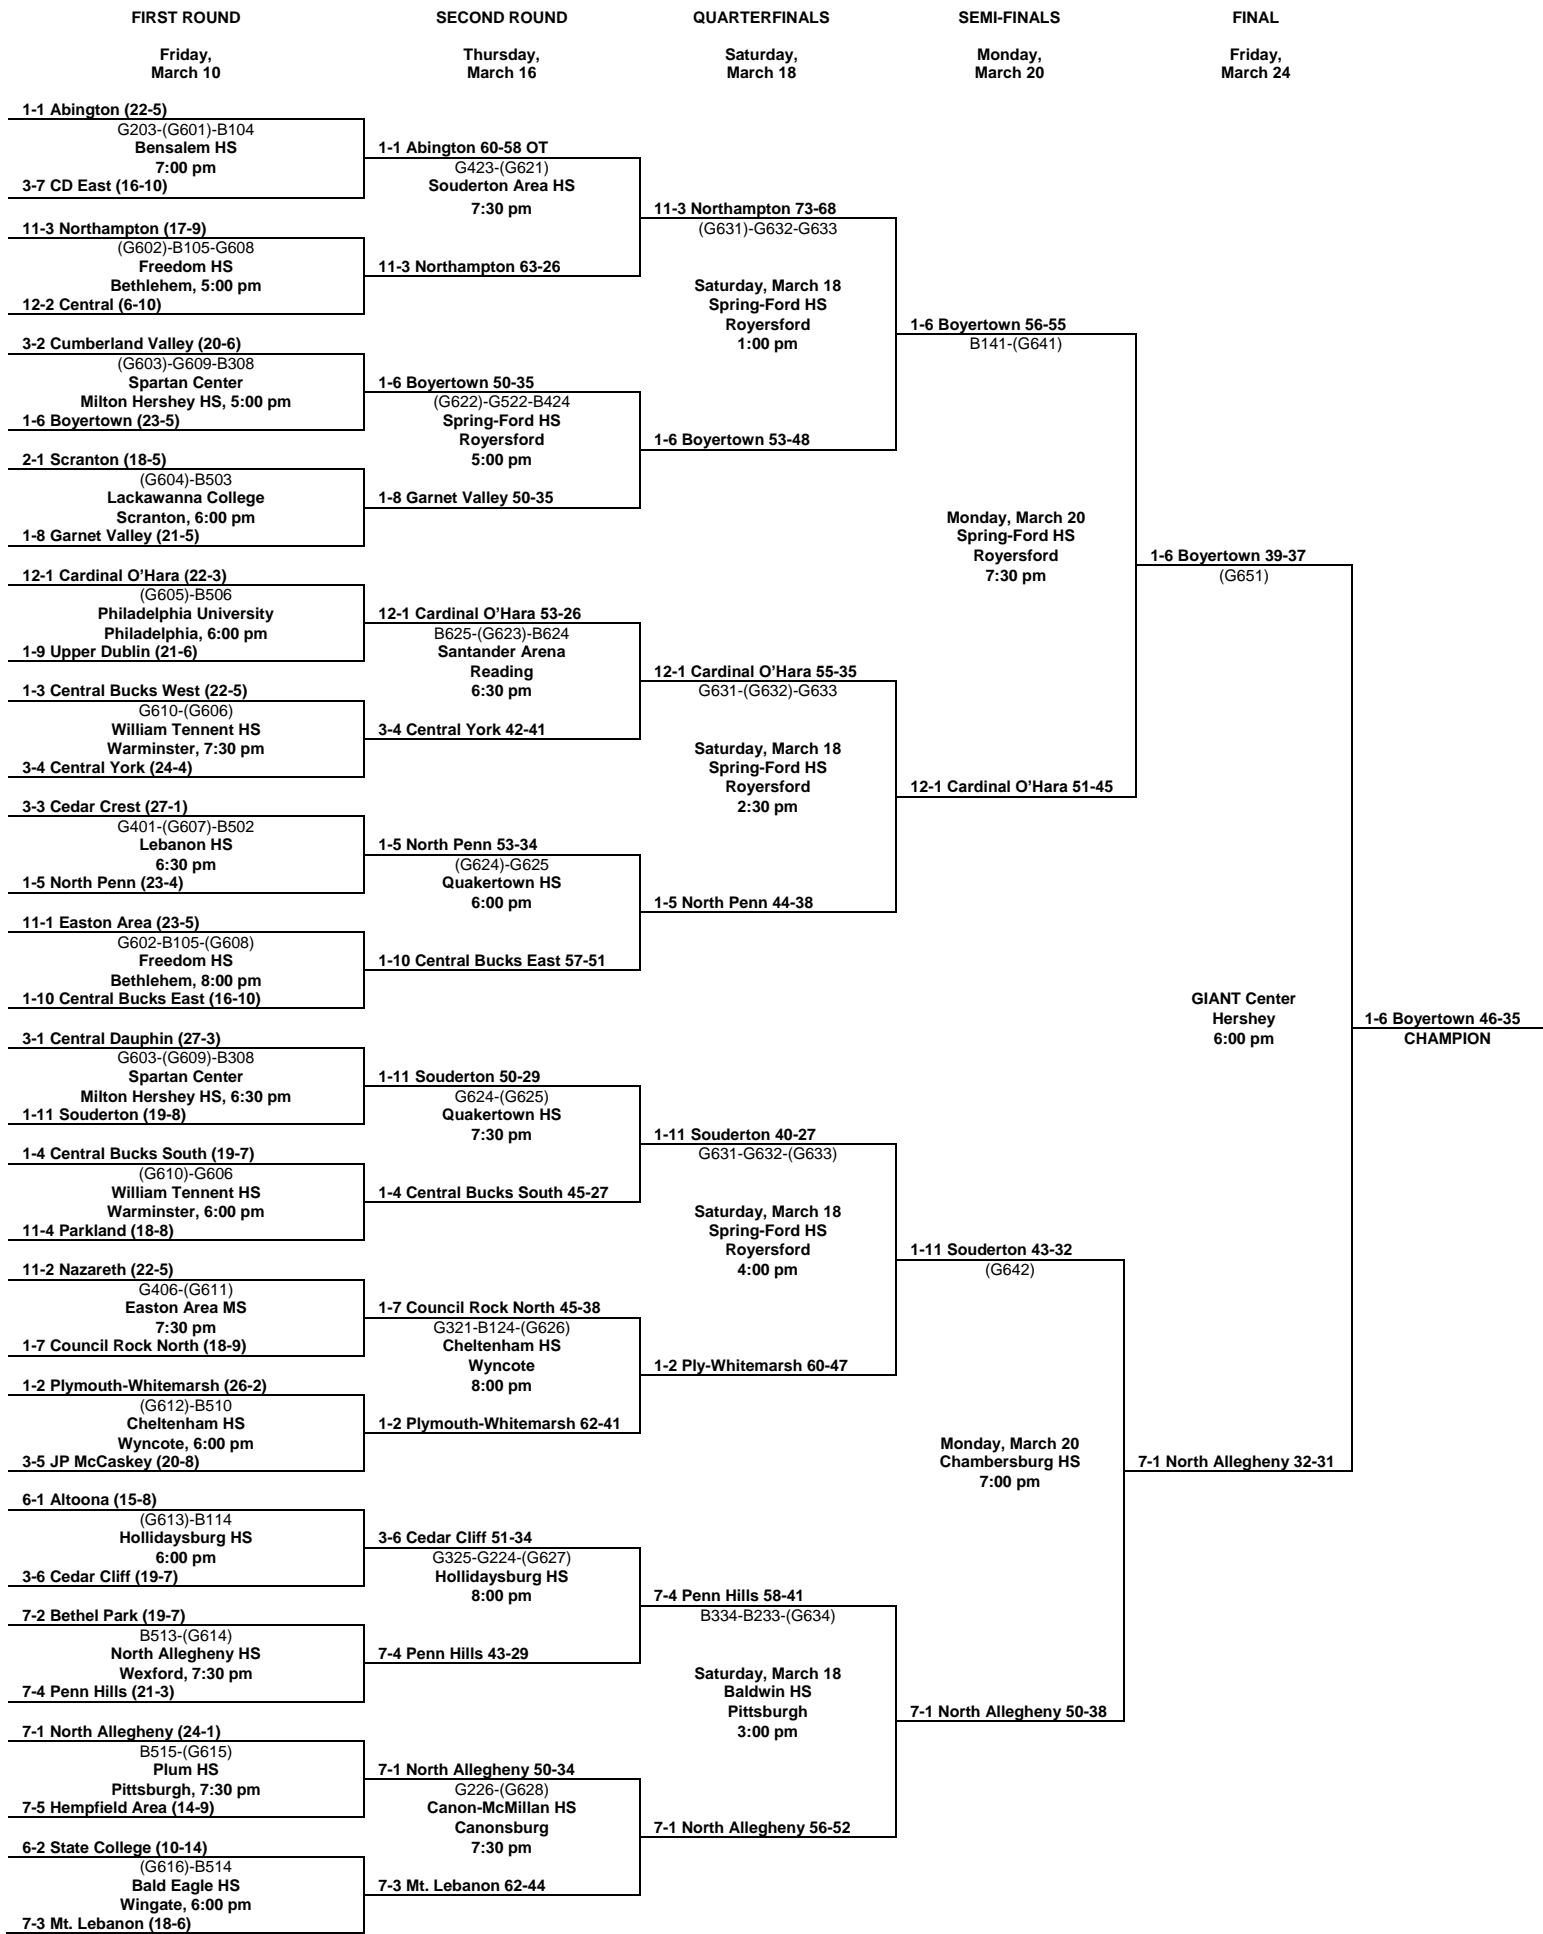 FIRST ROUND
Friday,
March 10
1-1 Abington (22-5)
G203-(G601)-B104
Bensalem HS
7:00 pm
3-7 CD East (16-10)
11-3 Northampton (17-9)
(G602)-B105-G608
Freedom HS
Bethlehem, 5:00 pm
12-2 Central (6-10)
3-2 Cumberland Valley (20-6)
(G603)-G609-B308
Spartan Center
Milton Hershey HS, 5:00 pm
1-6 Boyertown (23-5)
2-1 Scranton (18-5)
(G604)-B503
Lackawanna College
Scranton, 6:00 pm
1-8 Garnet Valley (21-5)
12-1 Cardinal O’Hara (22-3)
(G605)-B506
Philadelphia University
Philadelphia, 6:00 pm
1-9 Upper Dublin (21-6)
1-3 Central Bucks West (22-5)
G610-(G606)
William Tennent HS
Warminster, 7:30 pm
3-4 Central York (24-4)
3-3 Cedar Crest (27-1)
G401-(G607)-B502
Lebanon HS
6:30 pm
1-5 North Penn (23-4)
11-1 Easton Area (23-5)
G602-B105-(G608)
Freedom HS
Bethlehem, 8:00 pm
1-10 Central Bucks East (16-10)
3-1 Central Dauphin (27-3)
G603-(G609)-B308
Spartan Center
Milton Hershey HS, 6:30 pm
1-11 Souderton (19-8)
1-4 Central Bucks South (19-7)
(G610)-G606
William Tennent HS
Warminster, 6:00 pm
11-4 Parkland (18-8)
11-2 Nazareth (22-5)
G406-(G611)
Easton Area MS
7:30 pm
1-7 Council Rock North (18-9)
1-2 Plymouth-Whitemarsh (26-2)
(G612)-B510
Cheltenham HS
Wyncote, 6:00 pm
3-5 JP McCaskey (20-8)
6-1 Altoona (15-8)
(G613)-B114
Hollidaysburg HS
6:00 pm
3-6 Cedar Cliff (19-7)
7-2 Bethel Park (19-7)
B513-(G614)
North Allegheny HS
Wexford, 7:30 pm
7-4 Penn Hills (21-3)
7-1 North Allegheny (24-1)
B515-(G615)
Plum HS
Pittsburgh, 7:30 pm
7-5 Hempfield Area (14-9)
6-2 State College (10-14)
(G616)-B514
Bald Eagle HS
Wingate, 6:00 pm
7-3 Mt. Lebanon (18-6)
SECOND ROUND
Thursday,
March 16
1-1 Abington 60-58 OT
G423-(G621)
Souderton Area HS
7:30 pm
11-3 Northampton 63-26
1-6 Boyertown 50-35
(G622)-G522-B424
Spring-Ford HS
Royersford
5:00 pm
1-8 Garnet Valley 50-35
12-1 Cardinal O’Hara 53-26
B625-(G623)-B624
Santander Arena
Reading
6:30 pm
3-4 Central York 42-41
1-5 North Penn 53-34
(G624)-G625
Quakertown HS
6:00 pm
1-10 Central Bucks East 57-51
1-11 Souderton 50-29
G624-(G625)
Quakertown HS
7:30 pm
1-4 Central Bucks South 45-27
1-7 Council Rock North 45-38
G321-B124-(G626)
Cheltenham HS
Wyncote
8:00 pm
1-2 Plymouth-Whitemarsh 62-41
3-6 Cedar Cliff 51-34
G325-G224-(G627)
Hollidaysburg HS
8:00 pm
7-4 Penn Hills 43-29
7-1 North Allegheny 50-34
G226-(G628)
Canon-McMillan HS
Canonsburg
7:30 pm
7-3 Mt. Lebanon 62-44
QUARTERFINALS
Saturday,
March 18
11-3 Northampton 73-68
(G631)-G632-G633
Saturday, March 18
Spring-Ford HS
Royersford
1:00 pm
1-6 Boyertown 53-48
12-1 Cardinal O’Hara 55-35
G631-(G632)-G633
Saturday, March 18
Spring-Ford HS
Royersford
2:30 pm
1-5 North Penn 44-38
1-11 Souderton 40-27
G631-G632-(G633)
Saturday, March 18
Spring-Ford HS
Royersford
4:00 pm
1-2 Ply-Whitemarsh 60-47
7-4 Penn Hills 58-41
B334-B233-(G634)
Saturday, March 18
Baldwin HS
Pittsburgh
3:00 pm
7-1 North Allegheny 56-52
SEMI-FINALS
Monday,
March 20
1-6 Boyertown 56-55
B141-(G641)
Monday, March 20
Spring-Ford HS
Royersford
7:30 pm
12-1 Cardinal O’Hara 51-45
1-11 Souderton 43-32
(G642)
Monday, March 20
Chambersburg HS
7:00 pm
7-1 North Allegheny 50-38
FINAL
Friday,
March 24
1-6 Boyertown 39-37
(G651)
GIANT Center
Hershey
6:00 pm
7-1 North Allegheny 32-31
1-6 Boyertown 46-35
CHAMPION